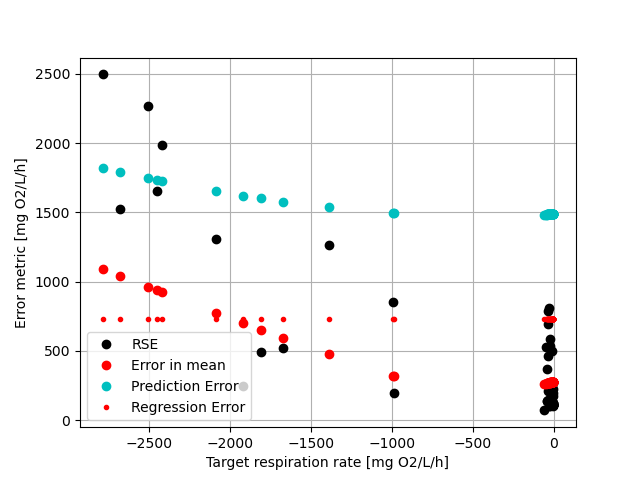 2500
2000
1500
1000
500
0
Error metric [mg O2/L/h]
RSE
Error in mean
Prediction Error
Regression Error
−2500 −2000 −1500 −1000 −500 0
Target respiration rate [mg O2/L/h]